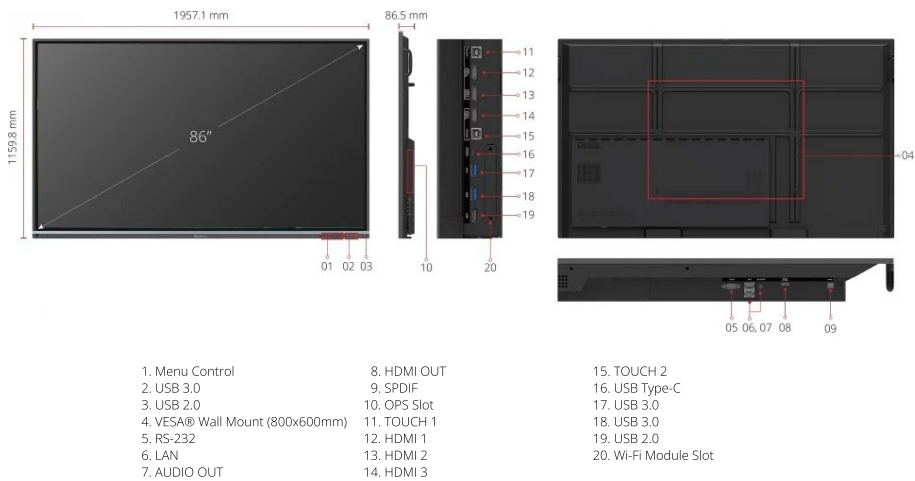 1957.1 mm
86.5 mm
1159.8 mm
86”
11
12
13
14
15
16
17
18
19
20
04
01
02
03
10
05
06, 07
08
09
1. Menu Control
2. USB 3.0
3. USB 2.0
4. VESA® Wall Mount (800x600mm)
5. RS-232
6. LAN
7. AUDIO OUT
8. HDMI OUT
9. SPDIF
10. OPS Slot
11. TOUCH 1
12. HDMI 1
13. HDMI 2
14. HDMI 3
15. TOUCH 2
16. USB Type-C
17. USB 3.0
18. USB 3.0
19. USB 2.0
20. Wi-Fi Module Slot